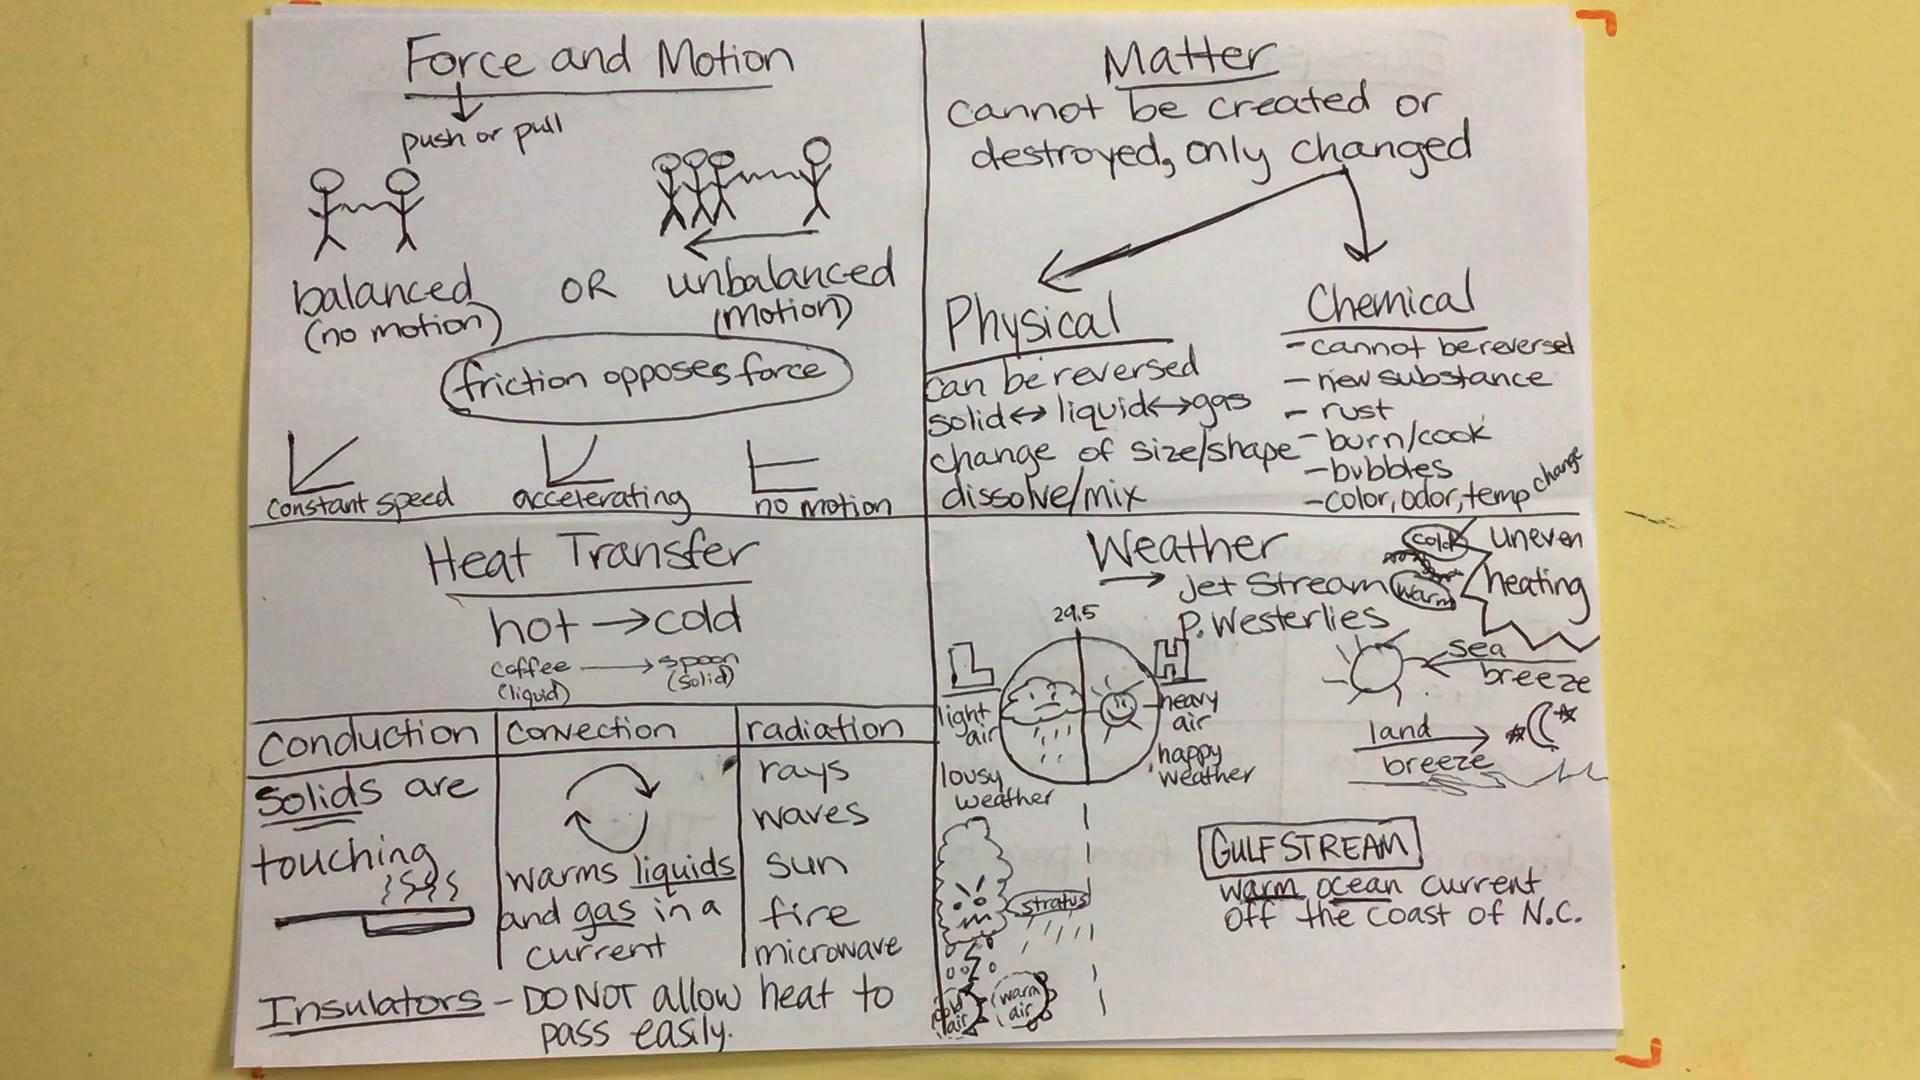 Force and Motion
push or pull
balanced OR unbalanced
(no motion) (motion)
friction opposes force
constant speed accelerating no motion
Matter
cannot be created or
destroyed, only changed
Physical
can be reversed
solid ↔ liquid ↔ gas
change of size/shape
dissolve/mix
Chemical
- cannot be reversed
- new substance
- rust
- burn/cook
- bubbles
- color, odor, temp change
Heat Transfer
hot → cold
coffee → spoon
(liquid) (solid)
conduction
solids are
touching
convection
warms liquids
and gas in a
current
radiation
rays
waves
sun
fire
microwave
Insulators - DO NOT allow heat to
pass easily.
Weather
→ Jet Stream
P. Westerlies
cold
warm
uneven
heating
29.5
L
light
air
lousy
weather
H
heavy
air
happy
weather
sea
breeze
land
breeze
stratus
cold
air
warm
air
GULF STREAM
warm ocean current
off the coast of N.C.